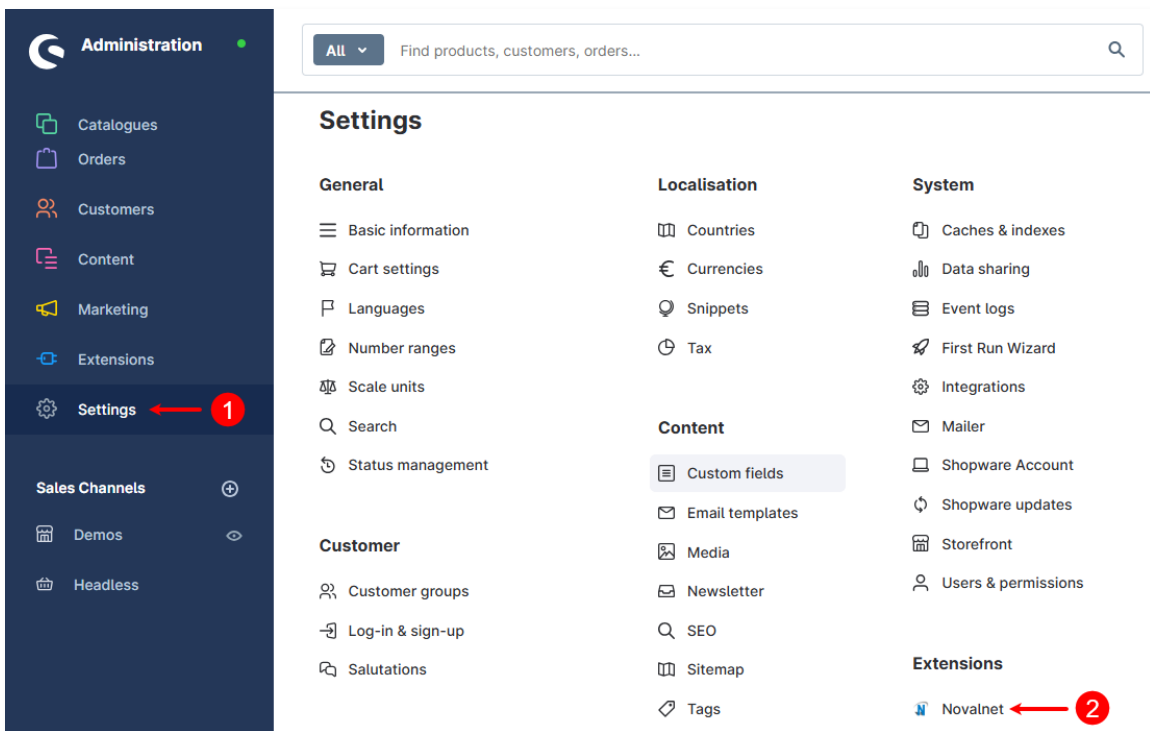 Administration
All
Find products, customers, orders...
Catalogues
Orders
Customers
Content
Marketing
Extensions
Settings
1
Sales Channels
Demos
Headless
Settings
General
Basic information
Cart settings
Languages
Number ranges
Scale units
Search
Status management
Customer
Customer groups
Log-in & sign-up
Salutations
Localisation
Countries
Currencies
Snippets
Tax
Content
Custom fields
Email templates
Media
Newsletter
SEO
Sitemap
Tags
System
Caches & indexes
Data sharing
Event logs
First Run Wizard
Integrations
Mailer
Shopware Account
Shopware updates
Storefront
Users & permissions
Extensions
Novalnet
2